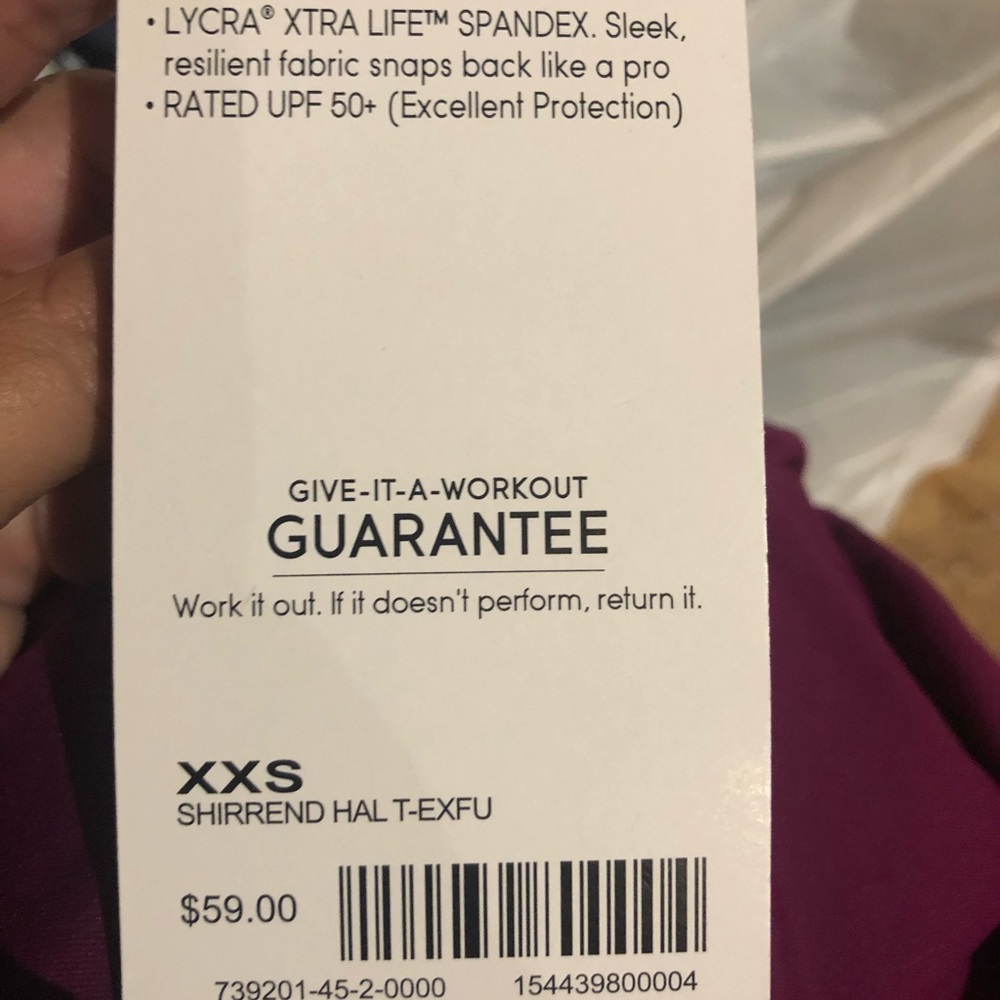 • LYCRA® XTRA LIFE™ SPANDEX. Sleek,
resilient fabric snaps back like a pro
• RATED UPF 50+ (Excellent Protection)
GIVE-IT-A-WORKOUT
GUARANTEE
Work it out. If it doesn't perform, return it.
XXS
SHIRREND HAL T-EXFU
$59.00
739201-45-2-0000 154439800004